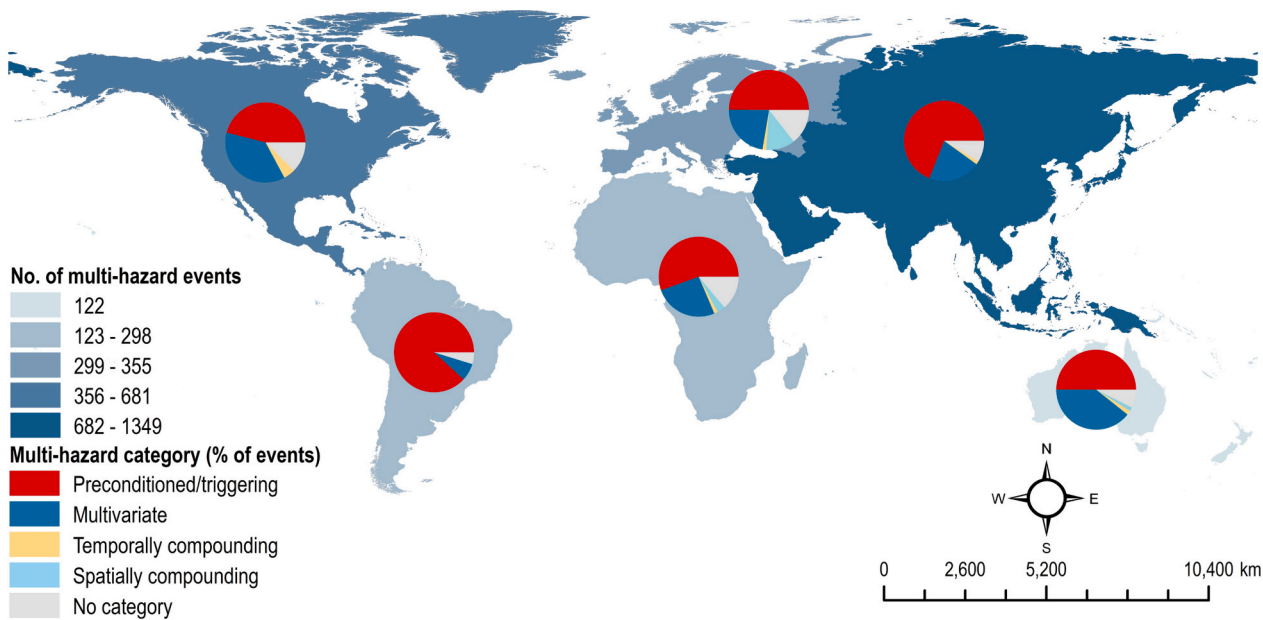 No. of multi-hazard events
122
123 - 298
299 - 355
356 - 681
682 - 1349
Multi-hazard category (% of events)
Preconditioned/triggering
Multivariate
Temporally compounding
Spatially compounding
No category
N
W E
S
0 2,600 5,200 10,400 km